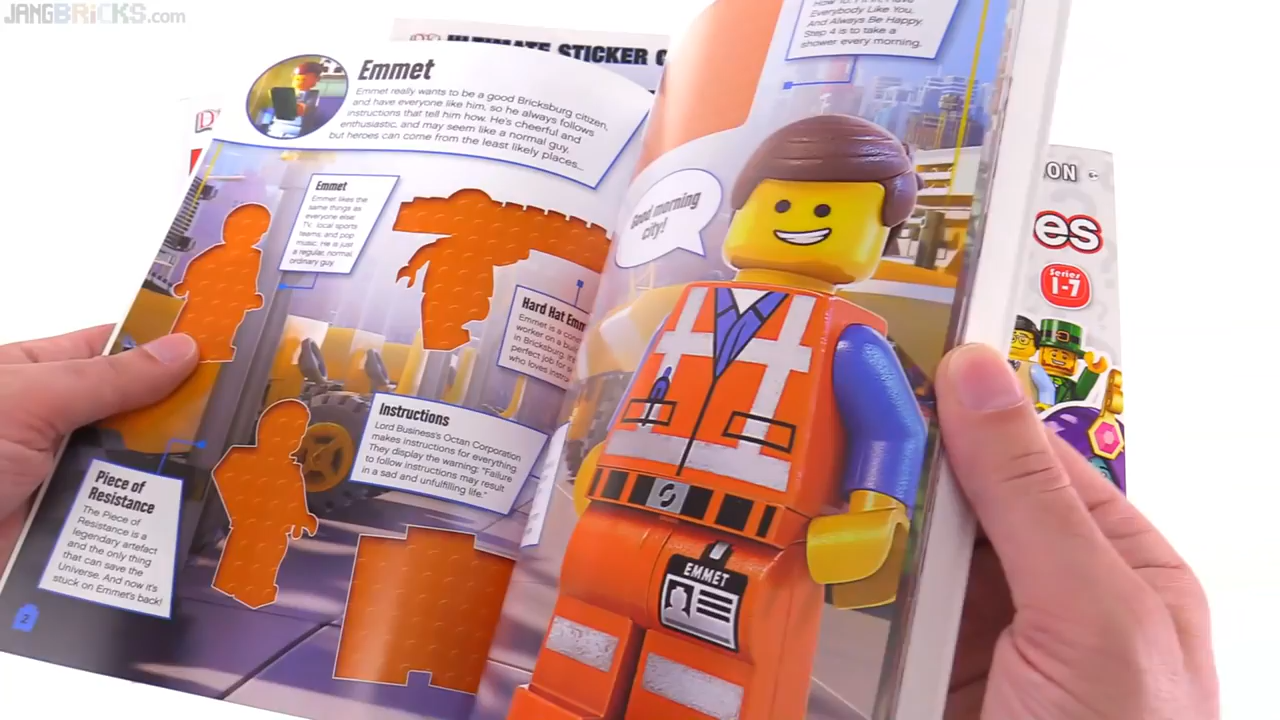 JANGBRiCKS.com
ULTIMATE STICKER
Emmet
Emmet really wants to be a good Bricksburg citizen,
and have everyone like him, so he always follows
instructions that tell him how. He's cheerful and
enthusiastic, and may seem like a normal guy,
but heroes can come from the least likely places...
Everybody Like You,
And Always Be Happy.
Step 4 is to take a
shower every morning.
Emmet
Emmet likes the
same things as
everyone else
TV, local sports
teams, and pop
music. He is just
a regular, normal,
ordinary guy.
Good morning
city!
ON 6+
es
Series
1-7
Hard Hat Emm
Emmet is a cons
worker on a buil
in Bricksburg. It's
perfect job for s
who loves instru
Instructions
Lord Business's Octan Corporation
makes instructions for everything.
They display the warning: "Failure
to follow instructions may result
in a sad and unfulfilling life."
Piece of
Resistance
The Piece of
Resistance is a
legendary artefact
and the only thing
that can save the
Universe. And now it's
stuck on Emmet's back!
2
EMMET